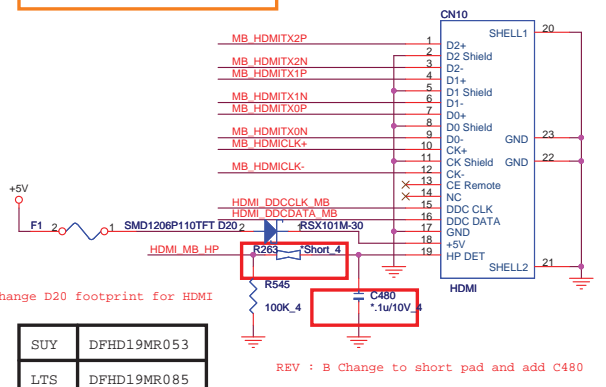 CN10
SHELL1 20
MB_HDMITX2P 1 D2+
2 D2 Shield
MB_HDMITX2N 3 D2-
MB_HDMITX1P 4 D1+
5 D1 Shield
MB_HDMITX1N 6 D1-
MB_HDMITX0P 7 D0+
8 D0 Shield
MB_HDMITX0N 9 D0- GND 23
MB_HDMICLK+ 10 CK+
11 CK Shield GND 22
MB_HDMICLK- 12 CK-
13 CE Remote
14 NC
HDMI_DDCCLK_MB 15 DDC CLK
HDMI_DDCDATA_MB 16 DDC DATA
17 GND
18 +5V
19 HP DET
SHELL2 21
HDMI
+5V
F1 2 1 SMD1206P110TFT D20 2 1 RSX101M-30
HDMI_MB_HP R263 *Short_4
R545
100K_4
C480
*.1u/10V_4
hange D20 footprint for HDMI
REV : B Change to short pad and add C480
SUY DFHD19MR053
LTS DFHD19MR085